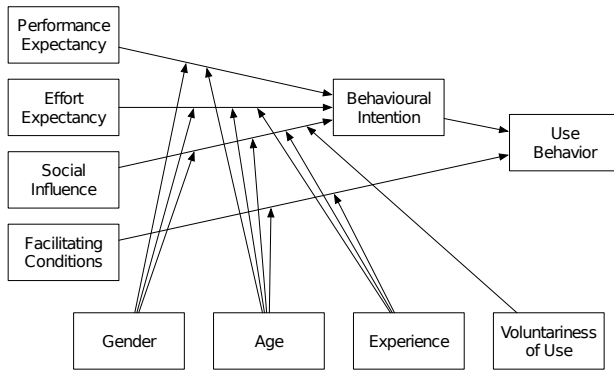 Performance
Expectancy
Effort
Expectancy
Social
Influence
Facilitating
Conditions
Behavioural
Intention
Use
Behavior
Gender
Age
Experience
Voluntariness
of Use